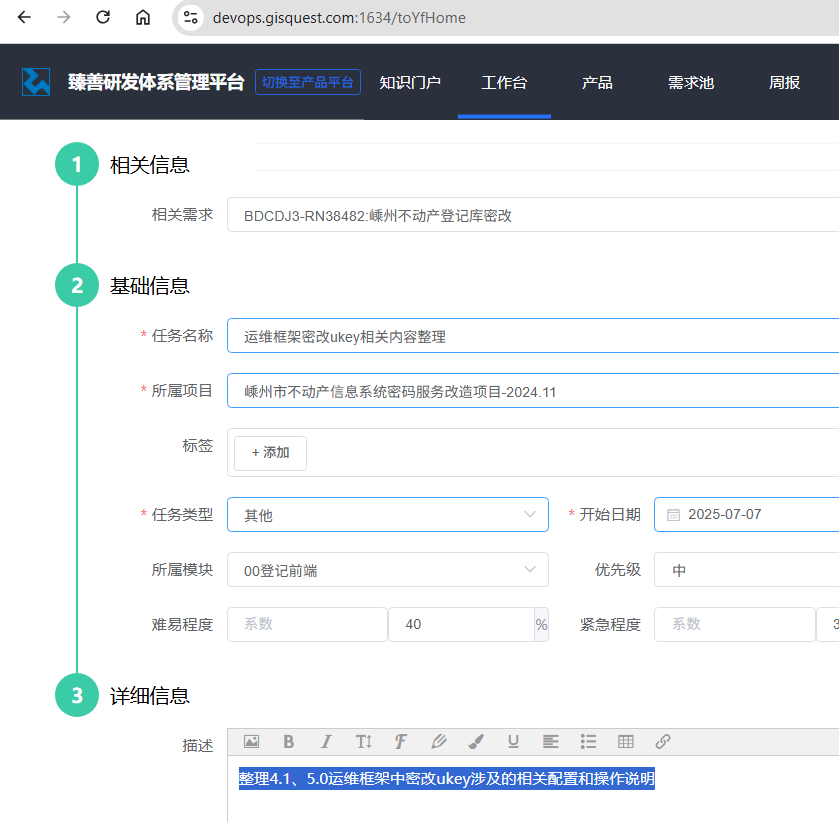 devops.gisquest.com:1634/toYfHome
臻善研发体系管理平台 切换至产品平台 知识门户 工作台 产品 需求池 周报
1 相关信息
相关需求 BDCDJ3-RN38482:嵊州不动产登记库密改
2 基础信息
* 任务名称 运维框架密改ukey相关内容整理
* 所属项目 嵊州市不动产信息系统密码服务改造项目-2024.11
标签 + 添加
* 任务类型 其他 * 开始日期 2025-07-07
所属模块 00登记前端 优先级 中
难易程度 系数 40 % 紧急程度 系数 3
3 详细信息
描述 B I T F U
整理4.1、5.0运维框架中密改ukey涉及的相关配置和操作说明